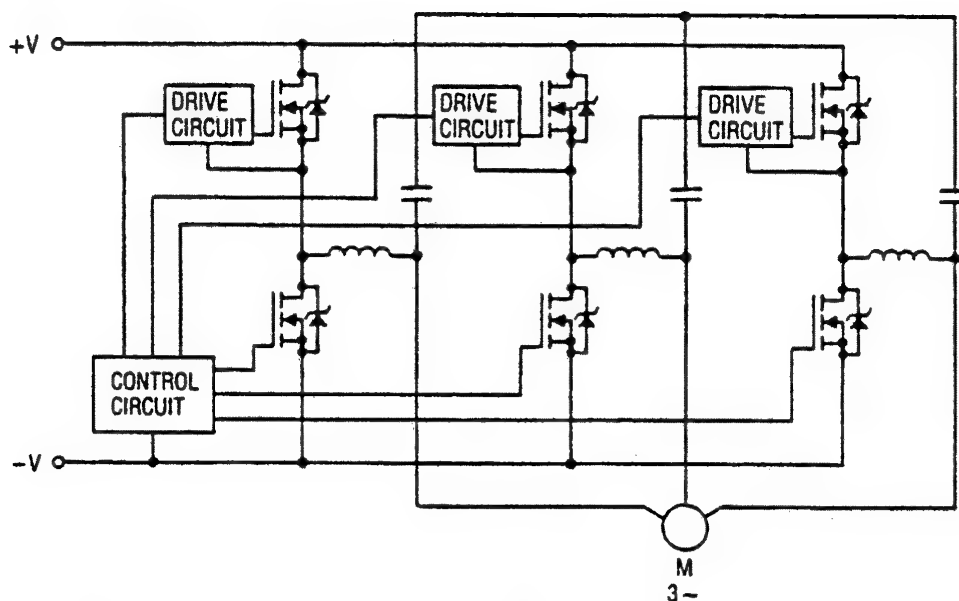 +V
DRIVE
CIRCUIT
DRIVE
CIRCUIT
DRIVE
CIRCUIT
CONTROL
CIRCUIT
-V
M
3~